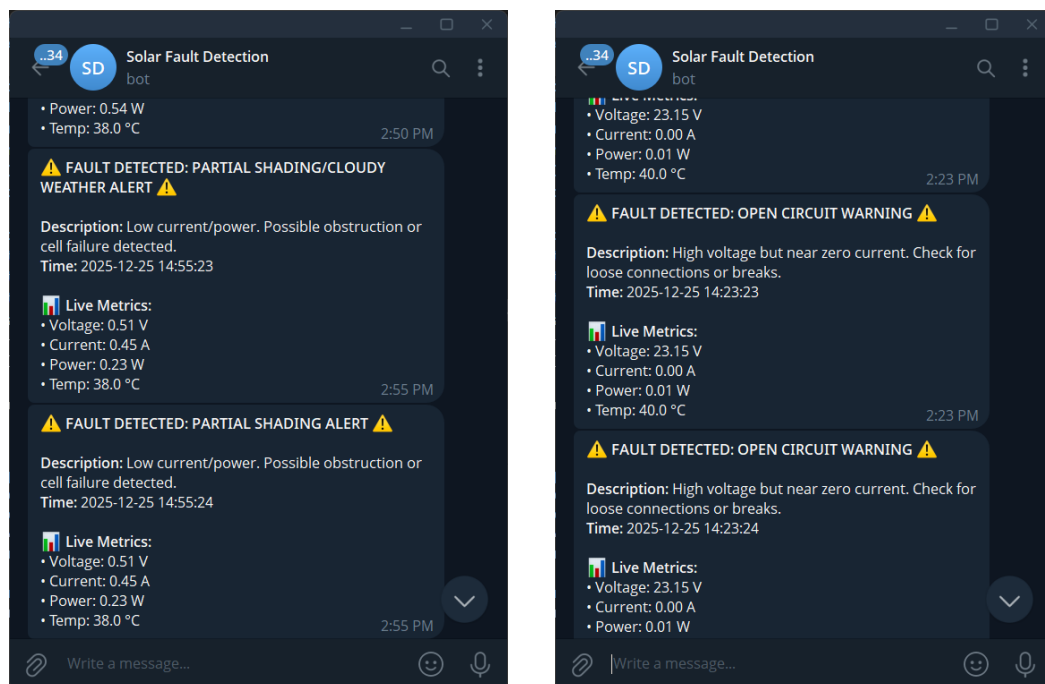 ..34
SD
Solar Fault Detection
bot
• Power: 0.54 W
• Temp: 38.0 °C
2:50 PM
⚠️ FAULT DETECTED: PARTIAL SHADING/CLOUDY
WEATHER ALERT ⚠️
Description: Low current/power. Possible obstruction or
cell failure detected.
Time: 2025-12-25 14:55:23
📊 Live Metrics:
• Voltage: 0.51 V
• Current: 0.45 A
• Power: 0.23 W
• Temp: 38.0 °C
2:55 PM
⚠️ FAULT DETECTED: PARTIAL SHADING ALERT ⚠️
Description: Low current/power. Possible obstruction or
cell failure detected.
Time: 2025-12-25 14:55:24
📊 Live Metrics:
• Voltage: 0.51 V
• Current: 0.45 A
• Power: 0.23 W
• Temp: 38.0 °C
2:55 PM
Write a message...
..34
SD
Solar Fault Detection
bot
📊 Live Metrics:
• Voltage: 23.15 V
• Current: 0.00 A
• Power: 0.01 W
• Temp: 40.0 °C
2:23 PM
⚠️ FAULT DETECTED: OPEN CIRCUIT WARNING ⚠️
Description: High voltage but near zero current. Check for
loose connections or breaks.
Time: 2025-12-25 14:23:23
📊 Live Metrics:
• Voltage: 23.15 V
• Current: 0.00 A
• Power: 0.01 W
• Temp: 40.0 °C
2:23 PM
⚠️ FAULT DETECTED: OPEN CIRCUIT WARNING ⚠️
Description: High voltage but near zero current. Check for
loose connections or breaks.
Time: 2025-12-25 14:23:24
📊 Live Metrics:
• Voltage: 23.15 V
• Current: 0.00 A
• Power: 0.01 W
Write a message...